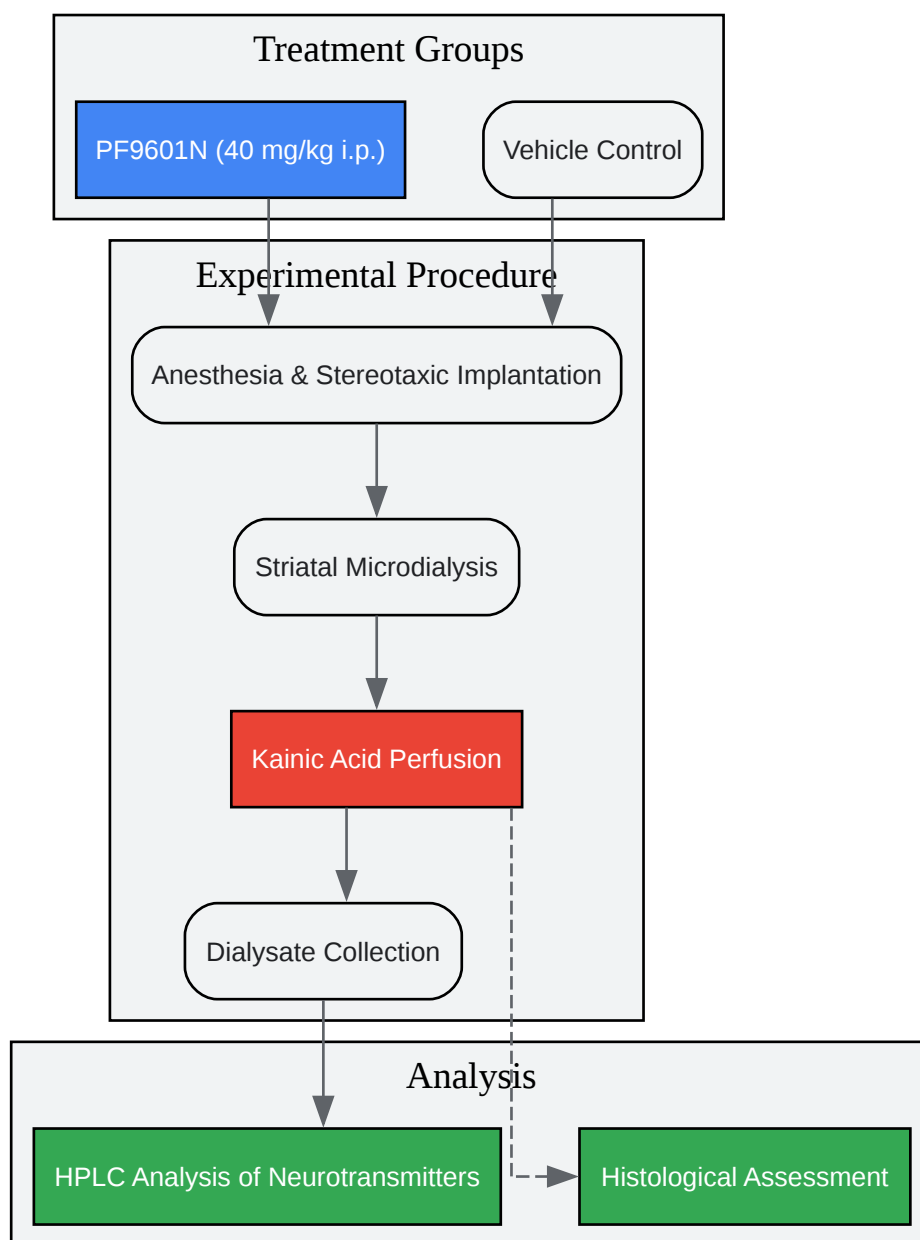 Treatment Groups
PF9601N (40 mg/kg i.p.)
Vehicle Control
Experimental Procedure
Anesthesia & Stereotaxic Implantation
Striatal Microdialysis
Kainic Acid Perfusion
Dialysate Collection
Analysis
HPLC Analysis of Neurotransmitters
Histological Assessment